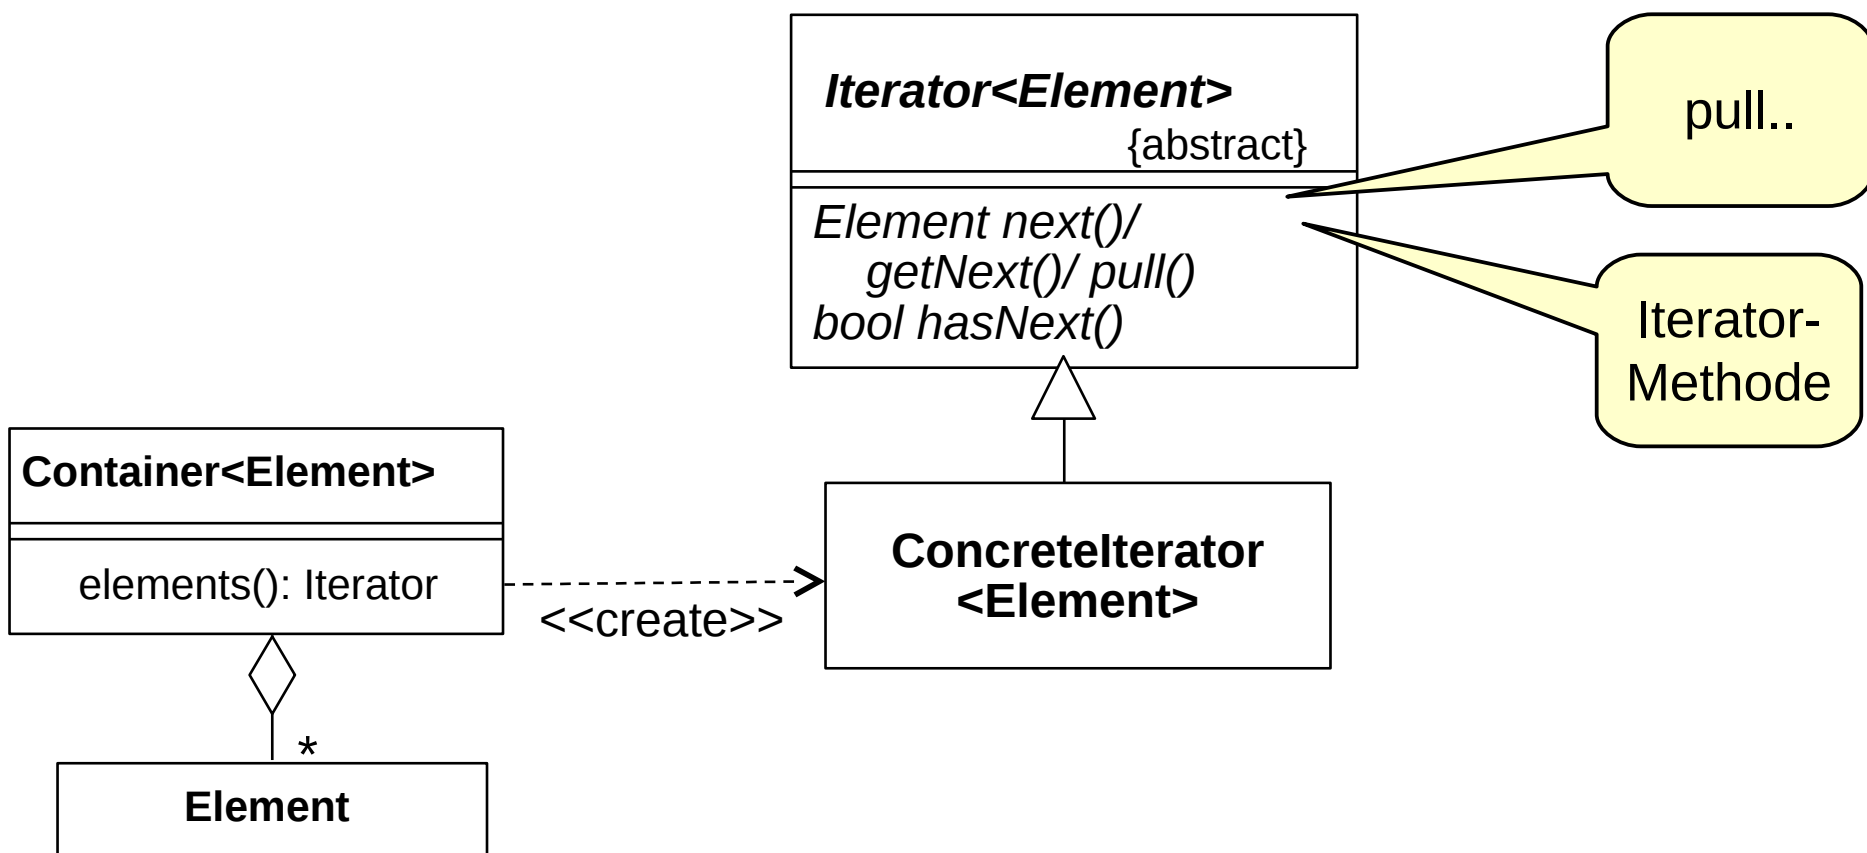 Iterator<Element>
{abstract}
Element next()/
getNext()/ pull()
bool hasNext()
pull..
Iterator-
Methode
Container<Element>
elements(): Iterator
<<create>>
ConcreteIterator
<Element>
*
Element